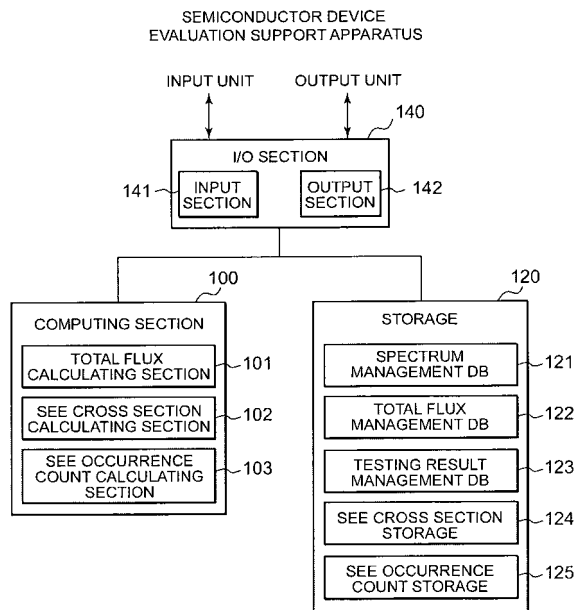 SEMICONDUCTOR DEVICE
EVALUATION SUPPORT APPARATUS
INPUT UNIT
OUTPUT UNIT
140
I/O SECTION
141
INPUT
SECTION
OUTPUT
SECTION
142
100
COMPUTING SECTION
TOTAL FLUX
CALCULATING SECTION
101
SEE CROSS SECTION
CALCULATING SECTION
102
SEE OCCURRENCE
COUNT CALCULATING
SECTION
103
120
STORAGE
SPECTRUM
MANAGEMENT DB
121
TOTAL FLUX
MANAGEMENT DB
122
TESTING RESULT
MANAGEMENT DB
123
SEE CROSS SECTION
STORAGE
124
SEE OCCURRENCE
COUNT STORAGE
125